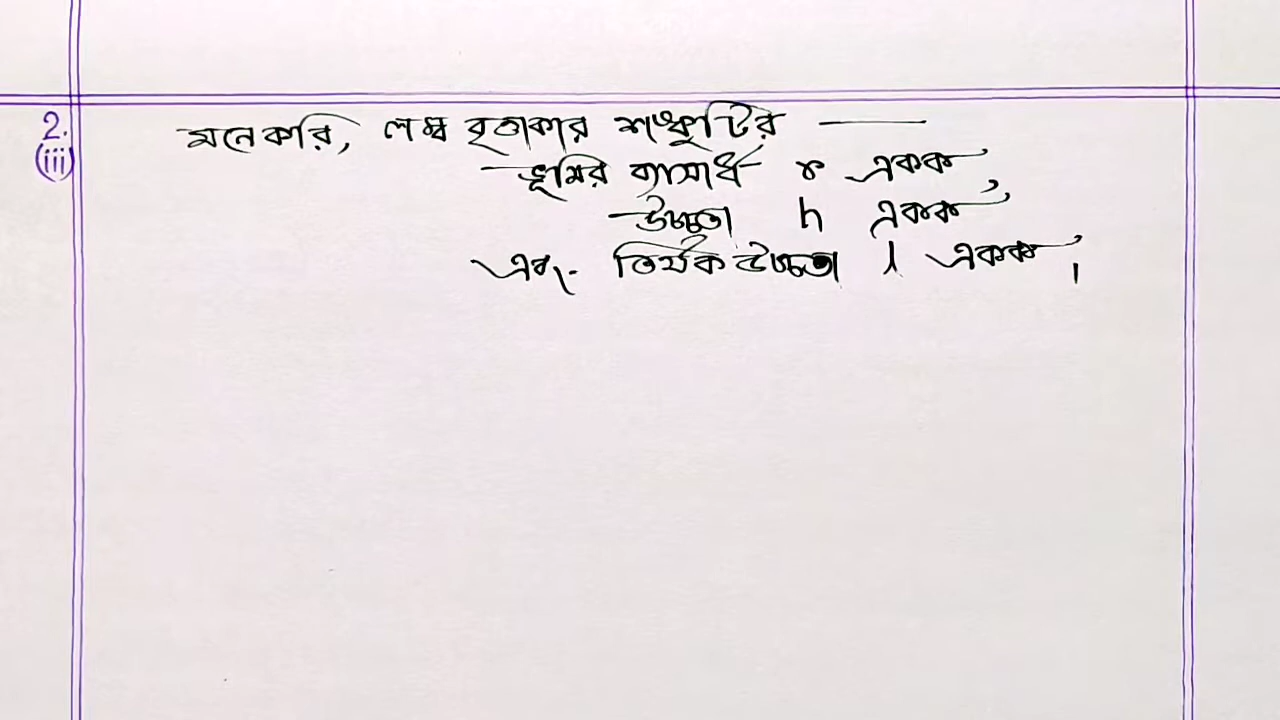 2. মনেকরি, লম্ব বৃত্তাকার শঙ্কুটির —
(iii) ভূমির ব্যাসার্ধ r একক,
উচ্চতা h একক,
এবং তির্যক উচ্চতা l একক,।